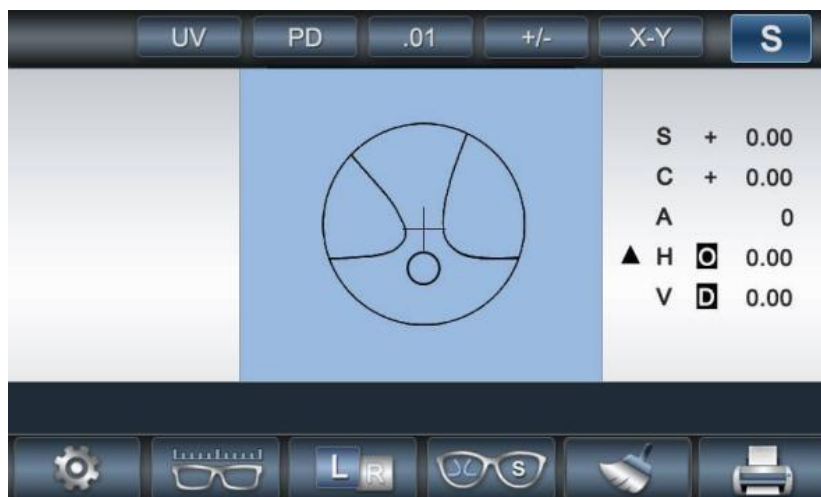 UV PD .01 +/- X-Y S
S + 0.00
C + 0.00
A 0
▲ H O 0.00
V D 0.00
L R S